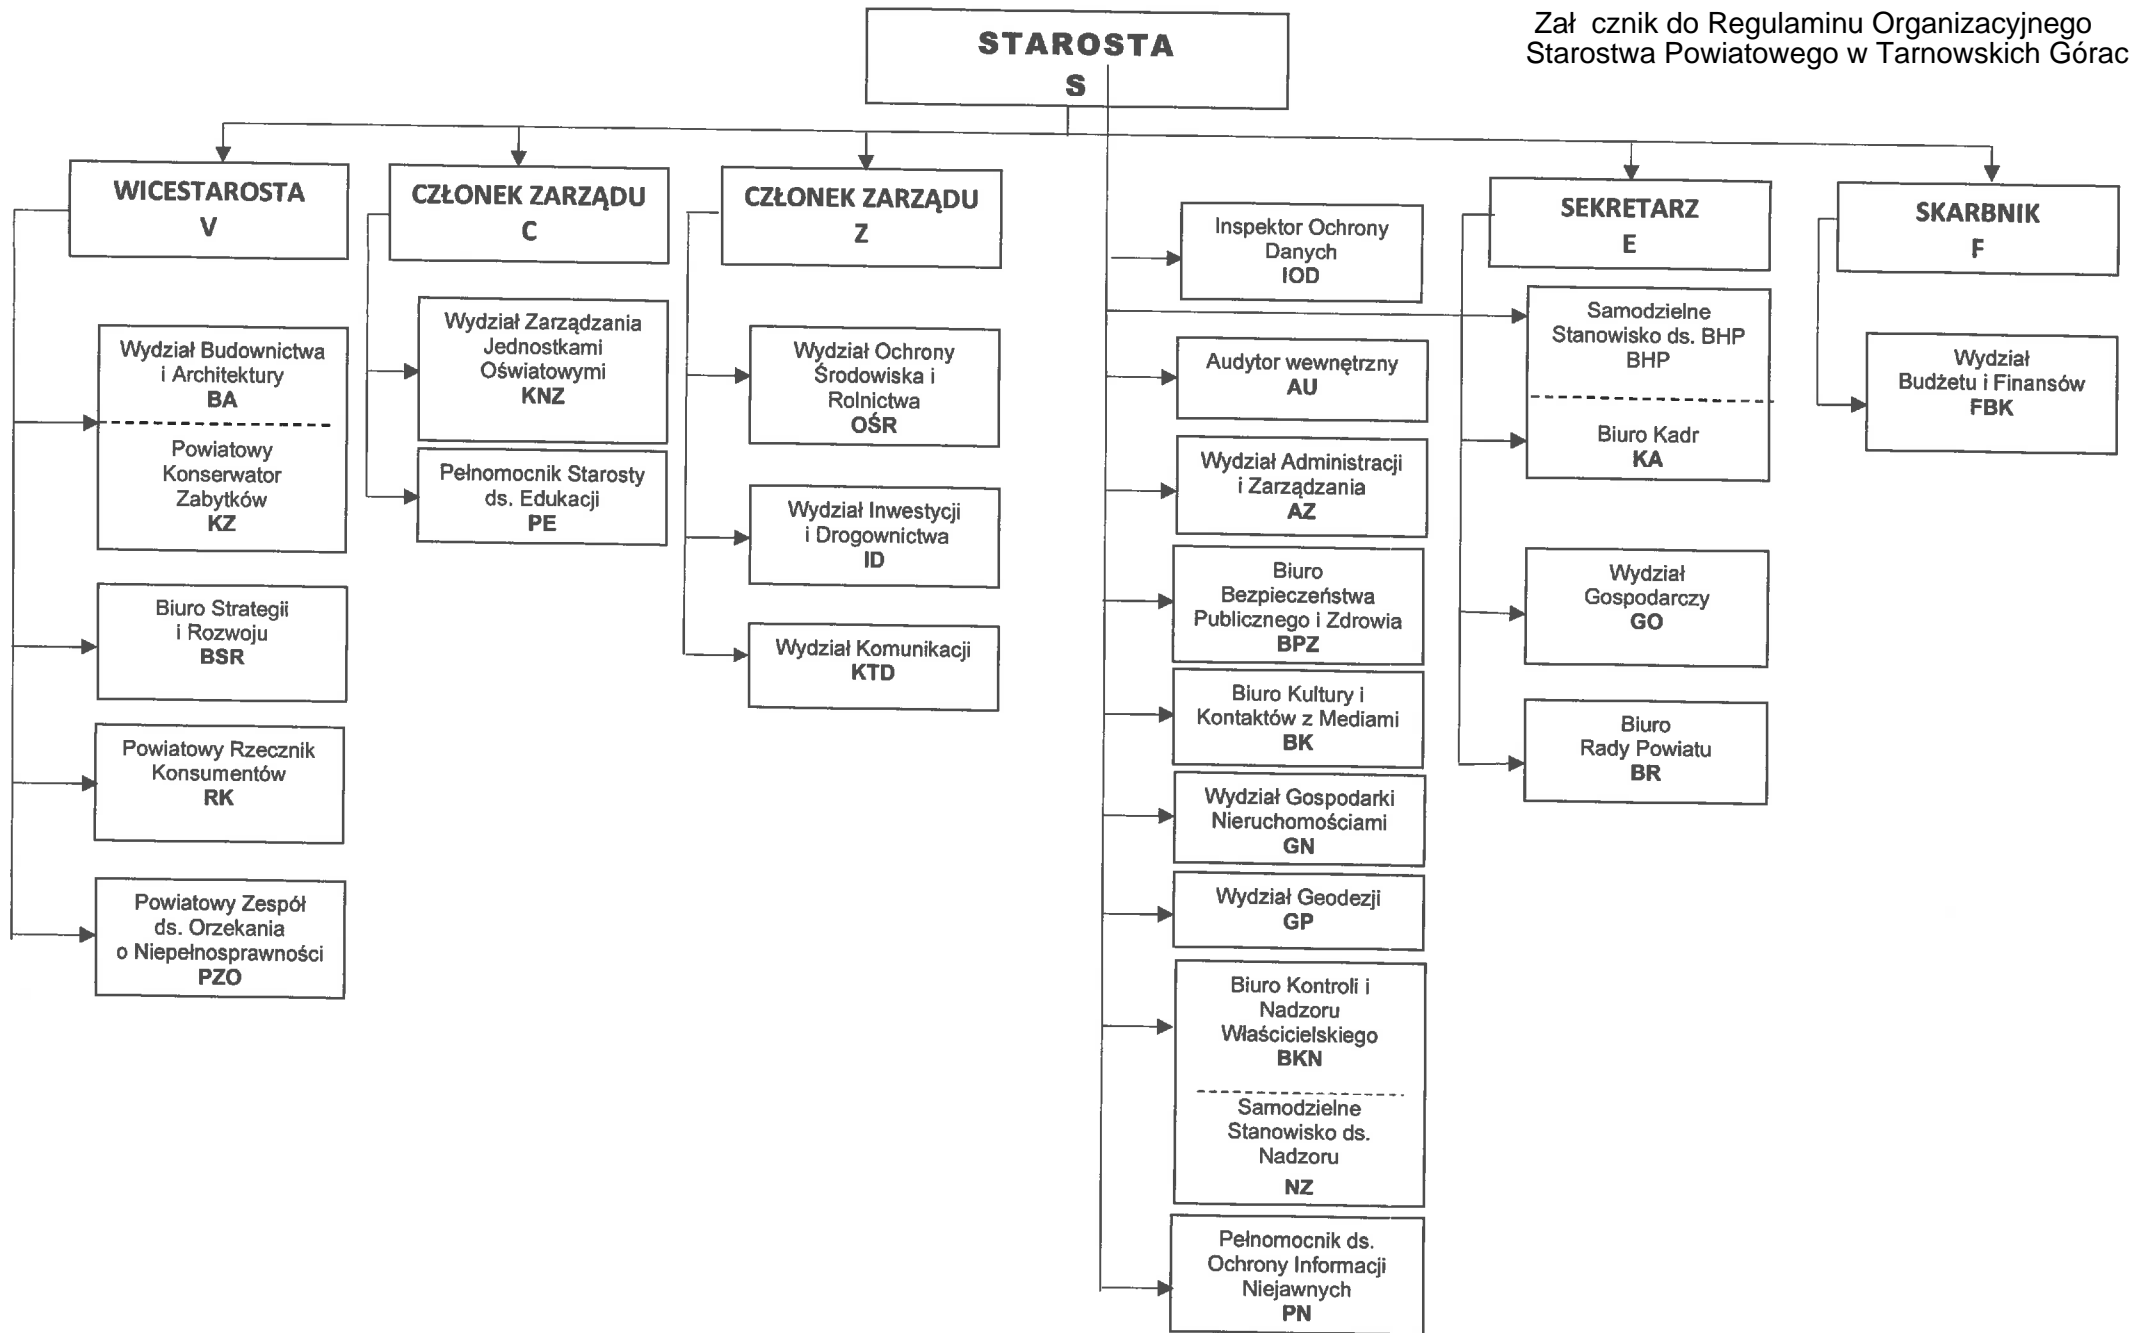 Zał cznik do Regulaminu Organizacyjnego
Starostwa Powiatowego w Tarnowskich Górac
STAROSTA
S
WICESTAROSTA
V
Wydział Budownictwa
i Architektury
BA
Powiatowy
Konserwator
Zabytków
KZ
Biuro Strategii
i Rozwoju
BSR
Powiatowy Rzecznik
Konsumentów
RK
Powiatowy Zespół
ds. Orzekania
o Niepełnosprawności
PZO
CZŁONEK ZARZĄDU
C
Wydział Zarządzania
Jednostkami
Oświatowymi
KNZ
Pełnomocnik Starosty
ds. Edukacji
PE
CZŁONEK ZARZĄDU
Z
Wydział Ochrony
Środowiska i
Rolnictwa
OŚR
Wydział Inwestycji
i Drogownictwa
ID
Wydział Komunikacji
KTD
Inspektor Ochrony
Danych
IOD
Audytor wewnętrzny
AU
Wydział Administracji
i Zarządzania
AZ
Biuro
Bezpieczeństwa
Publicznego i Zdrowia
BPZ
Biuro Kultury i
Kontaktów z Mediami
BK
Wydział Gospodarki
Nieruchomościami
GN
Wydział Geodezji
GP
Biuro Kontroli i
Nadzoru
Właścicielskiego
BKN
Samodzielne
Stanowisko ds.
Nadzoru
NZ
Pełnomocnik ds.
Ochrony Informacji
Niejawnych
PN
SEKRETARZ
E
Samodzielne
Stanowisko ds. BHP
BHP
Biuro Kadr
KA
Wydział
Gospodarczy
GO
Biuro
Rady Powiatu
BR
SKARBNIK
F
Wydział
Budżetu i Finansów
FBK